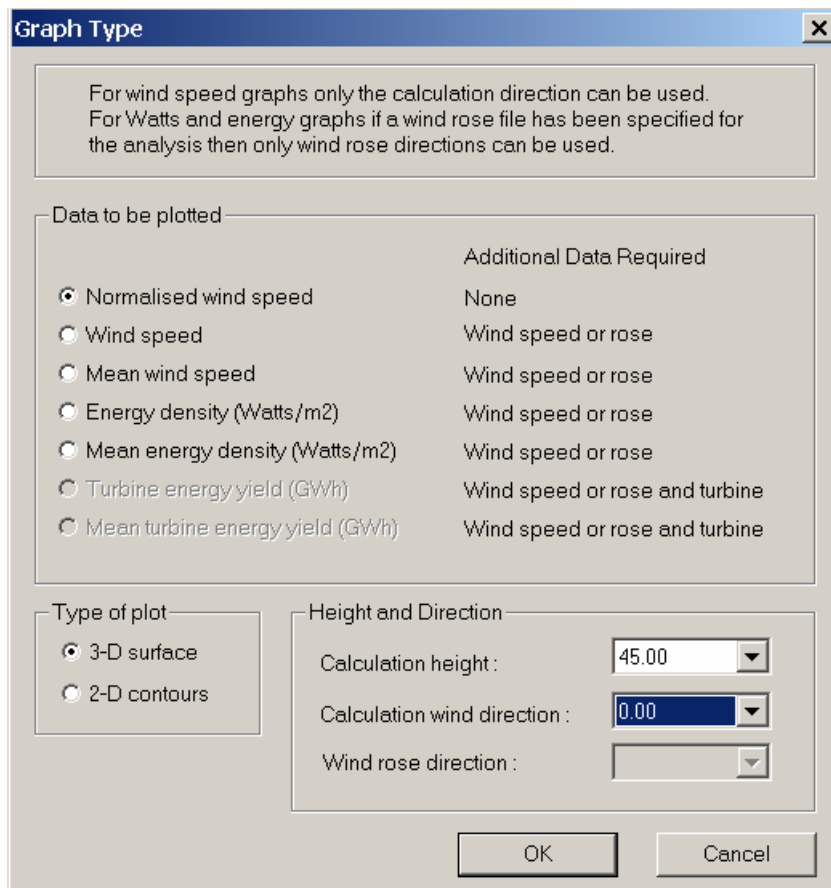 Graph Type
For wind speed graphs only the calculation direction can be used.
For Watts and energy graphs if a wind rose file has been specified for
the analysis then only wind rose directions can be used.
Data to be plotted
Additional Data Required
Normalised wind speed None
Wind speed Wind speed or rose
Mean wind speed Wind speed or rose
Energy density (Watts/m2) Wind speed or rose
Mean energy density (Watts/m2) Wind speed or rose
Turbine energy yield (GWh) Wind speed or rose and turbine
Mean turbine energy yield (GWh) Wind speed or rose and turbine
Type of plot
3-D surface
2-D contours
Height and Direction
Calculation height : 45.00
Calculation wind direction : 0.00
Wind rose direction :
OK Cancel